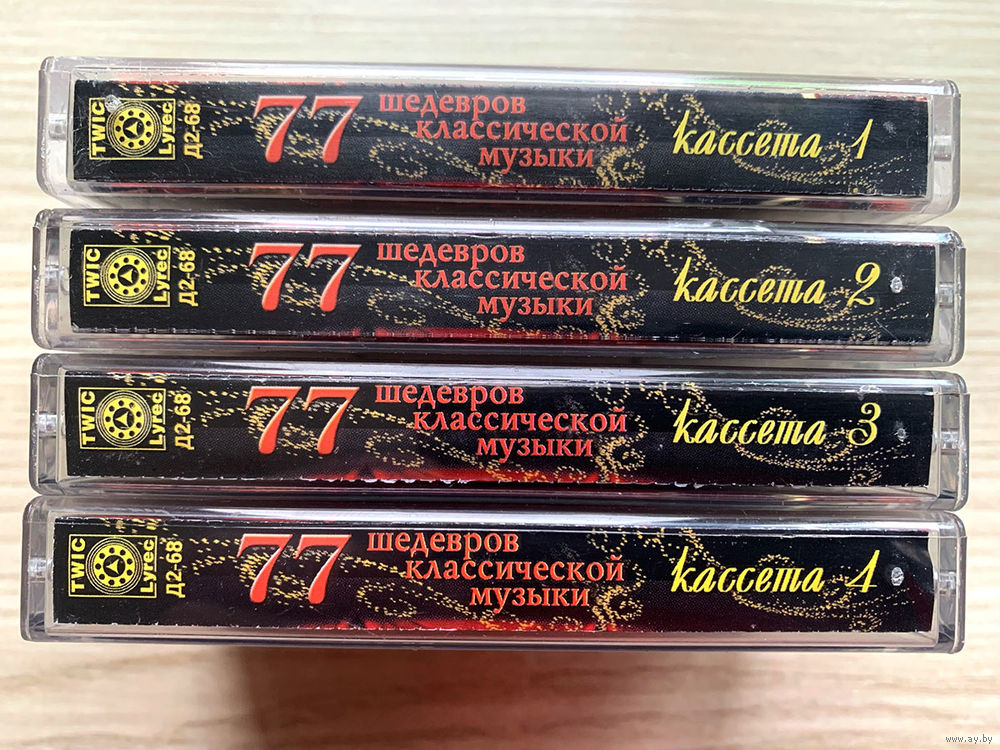 TWIC
Lyrec
Д2-68
77
шедевров
классической
музыки
кассета 1
TWIC
Lyrec
Д2-68
77
шедевров
классической
музыки
кассета 2
TWIC
Lyrec
Д2-68
77
шедевров
классической
музыки
кассета 3
TWIC
Lyrec
Д2-68
77
шедевров
классической
музыки
кассета 4
www.ay.by